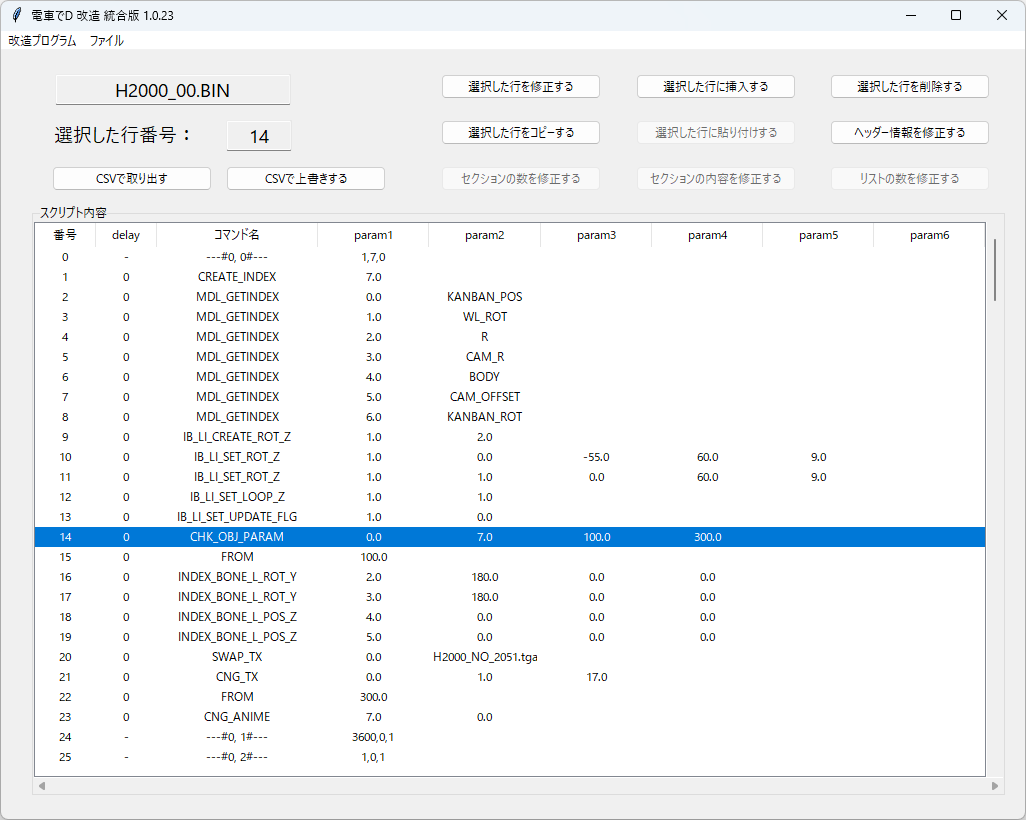 電車でD 改造 統合版 1.0.23
改造プログラム ファイル
H2000_00.BIN 選択した行を修正する 選択した行に挿入する 選択した行を削除する
選択した行番号： 14 選択した行をコピーする 選択した行に貼り付けする ヘッダー情報を修正する
CSVで取り出す CSVで上書きする セクションの数を修正する セクションの内容を修正する リストの数を修正する
スクリプト内容
番号 delay コマンド名 param1 param2 param3 param4 param5 param6
0 - ---#0, 0#--- 1,7,0
1 0 CREATE_INDEX 7.0
2 0 MDL_GETINDEX 0.0 KANBAN_POS
3 0 MDL_GETINDEX 1.0 WL_ROT
4 0 MDL_GETINDEX 2.0 R
5 0 MDL_GETINDEX 3.0 CAM_R
6 0 MDL_GETINDEX 4.0 BODY
7 0 MDL_GETINDEX 5.0 CAM_OFFSET
8 0 MDL_GETINDEX 6.0 KANBAN_ROT
9 0 IB_LI_CREATE_ROT_Z 1.0 2.0
10 0 IB_LI_SET_ROT_Z 1.0 0.0 -55.0 60.0 9.0
11 0 IB_LI_SET_ROT_Z 1.0 1.0 0.0 60.0 9.0
12 0 IB_LI_SET_LOOP_Z 1.0 1.0
13 0 IB_LI_SET_UPDATE_FLG 1.0 0.0
14 0 CHK_OBJ_PARAM 0.0 7.0 100.0 300.0
15 0 FROM 100.0
16 0 INDEX_BONE_L_ROT_Y 2.0 180.0 0.0 0.0
17 0 INDEX_BONE_L_ROT_Y 3.0 180.0 0.0 0.0
18 0 INDEX_BONE_L_POS_Z 4.0 0.0 0.0 0.0
19 0 INDEX_BONE_L_POS_Z 5.0 0.0 0.0 0.0
20 0 SWAP_TX 0.0 H2000_NO_2051.tga
21 0 CNG_TX 0.0 1.0 17.0
22 0 FROM 300.0
23 0 CNG_ANIME 7.0 0.0
24 - ---#0, 1#--- 3600,0,1
25 - ---#0, 2#--- 1,0,1